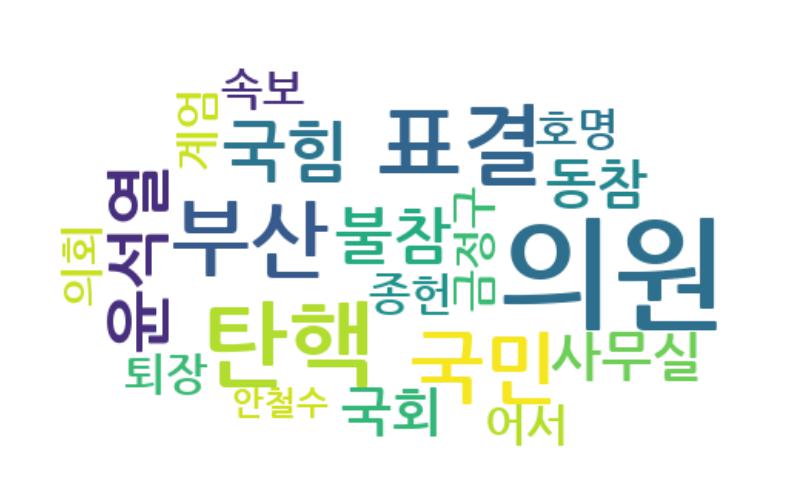 속보
계엄
국힘
표결
호명
동참
윤석열
부산
불참
금정구
의원
의회
종헌
탄핵
국민
사무실
퇴장
안철수
국회
어서